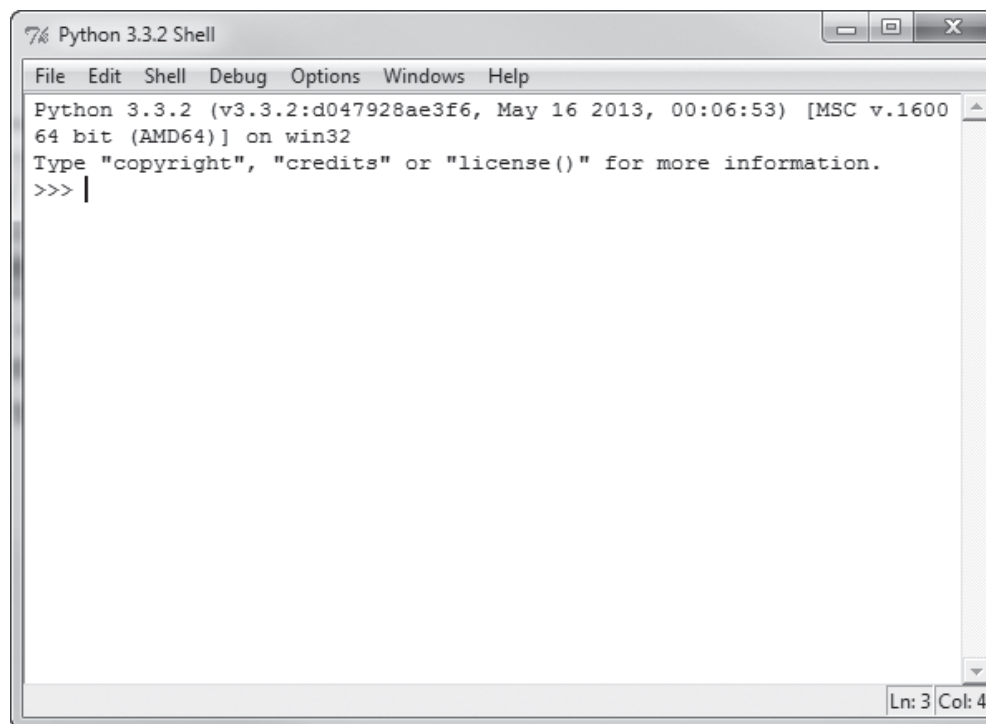 Python 3.3.2 Shell
File Edit Shell Debug Options Windows Help
Python 3.3.2 (v3.3.2:d047928ae3f6, May 16 2013, 00:06:53) [MSC v.1600
64 bit (AMD64)] on win32
Type "copyright", "credits" or "license()" for more information.
>>>
Ln: 3 Col: 4